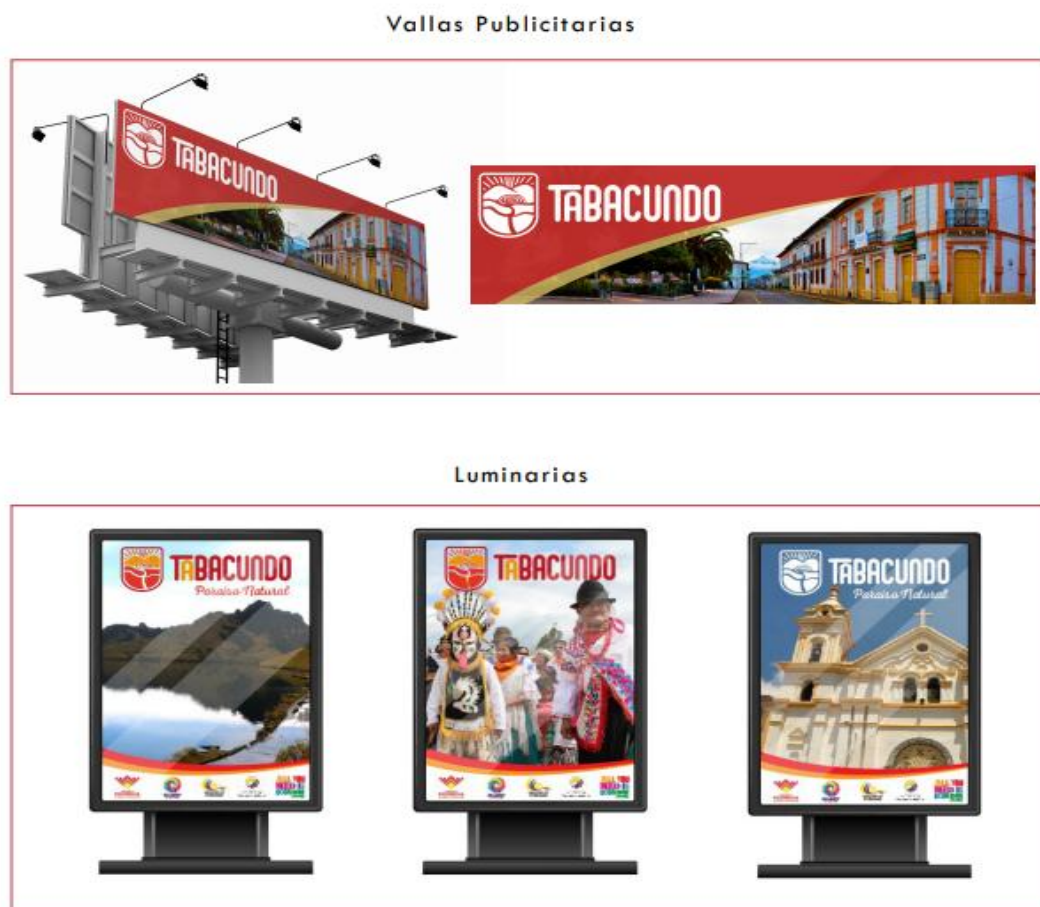 Vallas Publicitarias
TABACUNDO
TABACUNDO
Luminarias
TABACUNDO
Paraíso Natural
TABACUNDO
TABACUNDO
Paraíso Natural